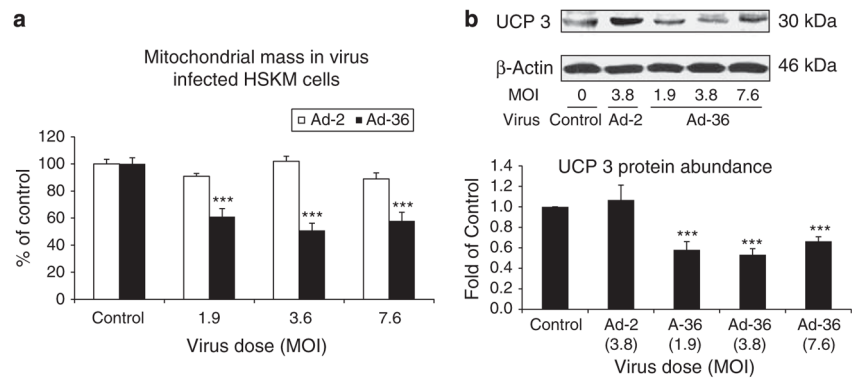 a
Mitochondrial mass in virus
infected HSKM cells
Ad-2 Ad-36
% of control
120
100
80
60
40
20
0
***
***
***
Control 1.9 3.6 7.6
Virus dose (MOI)
b
UCP 3 30 kDa
β-Actin 46 kDa
MOI 0 3.8 1.9 3.8 7.6
Virus Control Ad-2 Ad-36
UCP 3 protein abundance
Fold of Control
1.4
1.2
1.0
0.8
0.6
0.4
0.2
0.0
***
***
***
Control Ad-2 A-36 Ad-36 Ad-36
(3.8) (1.9) (3.8) (7.6)
Virus dose (MOI)